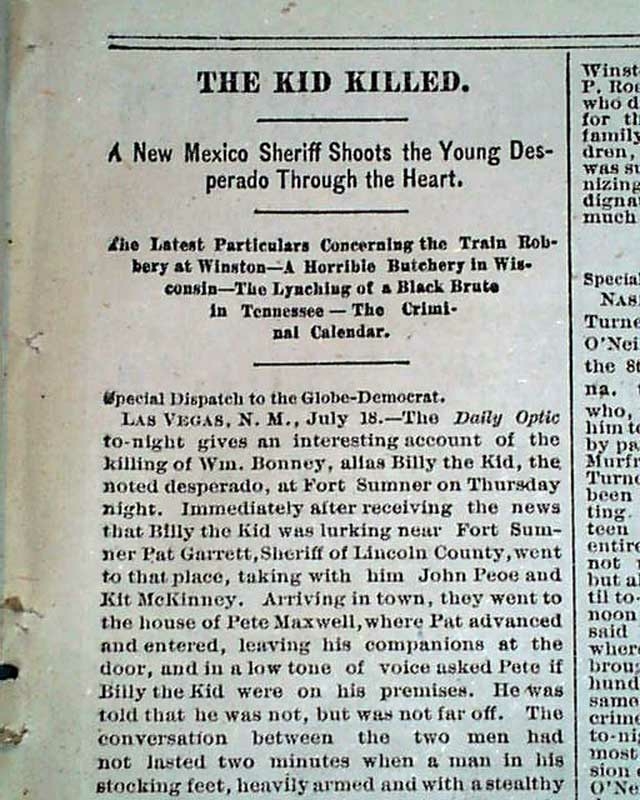 THE KID KILLED.
A New Mexico Sheriff Shoots the Young Des-
perado Through the Heart.
The Latest Particulars Concerning the Train Rob-
bery at Winston—A Horrible Butchery in Wis-
consin—The Lynching of a Black Brute
in Tennessee — The Crimi-
nal Calendar.
Special Dispatch to the Globe-Democrat.
LAS VEGAS, N. M., July 18.—The Daily Optic
to-night gives an interesting account of the
killing of Wm. Bonney, alias Billy the Kid, the
noted desperado, at Fort Sumner on Thursday
night. Immediately after receiving the news
that Billy the Kid was lurking near Fort Sum-
ner Pat Garrett, Sheriff of Lincoln County, went
to that place, taking with him John Peoe and
Kit McKinney. Arriving in town, they went to
the house of Pete Maxwell, where Pat advanced
and entered, leaving his companions at the
door, and in a low tone of voice asked Pete if
Billy the Kid were on his premises. He was
told that he was not, but was not far off. The
conversation between the two men had
not lasted two minutes when a man in his
stocking feet, heavily armed and with a stealthy
Winst
P. Ro
who d
for th
family
dren,
was su
nizing
digna
much
Special
NAS
Turne
O'Nei
the 8t
na.
who,
him to
by pa
Murfr
Turne
been
ting.
teen
entire
not
but al
til to-
noon
said
where
broug
hund
same
crime
to-nig
most
sion o
O'Ne